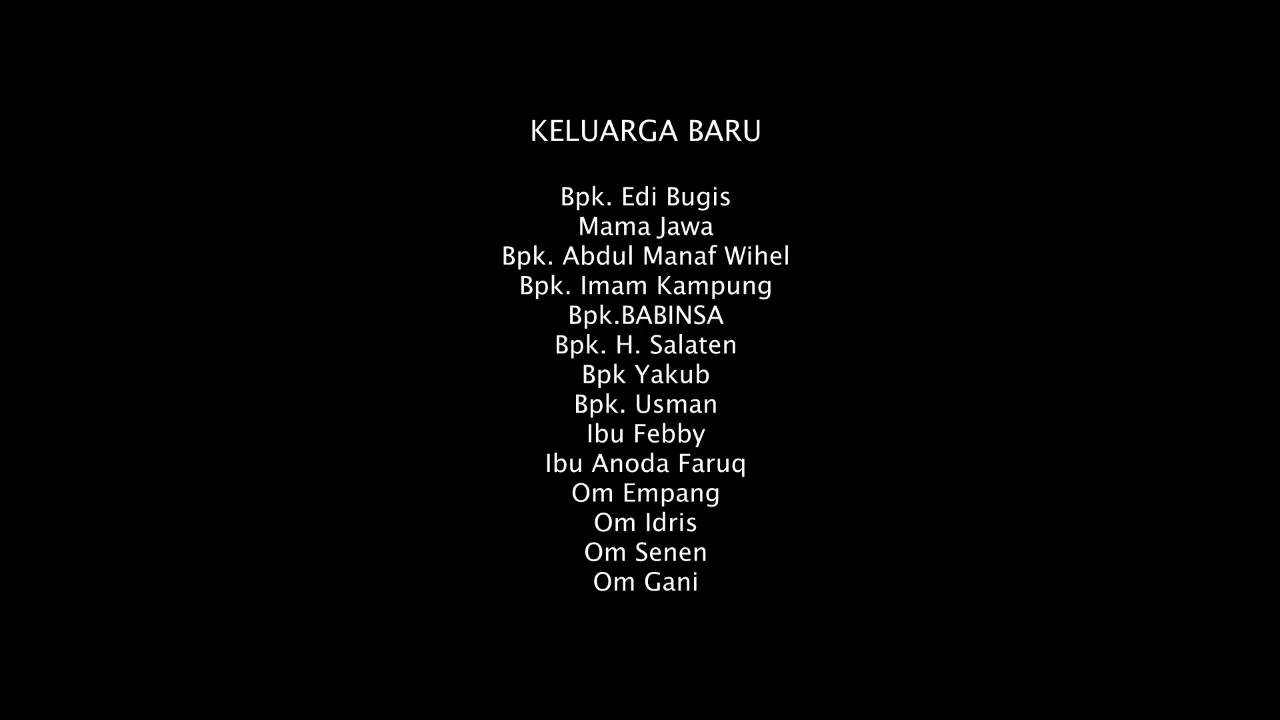 KELUARGA BARU
Bpk. Edi Bugis
Mama Jawa
Bpk. Abdul Manaf Wihel
Bpk. Imam Kampung
Bpk.BABINSA
Bpk. H. Salaten
Bpk Yakub
Bpk. Usman
Ibu Febby
Ibu Anoda Faruq
Om Empang
Om Idris
Om Senen
Om Gani